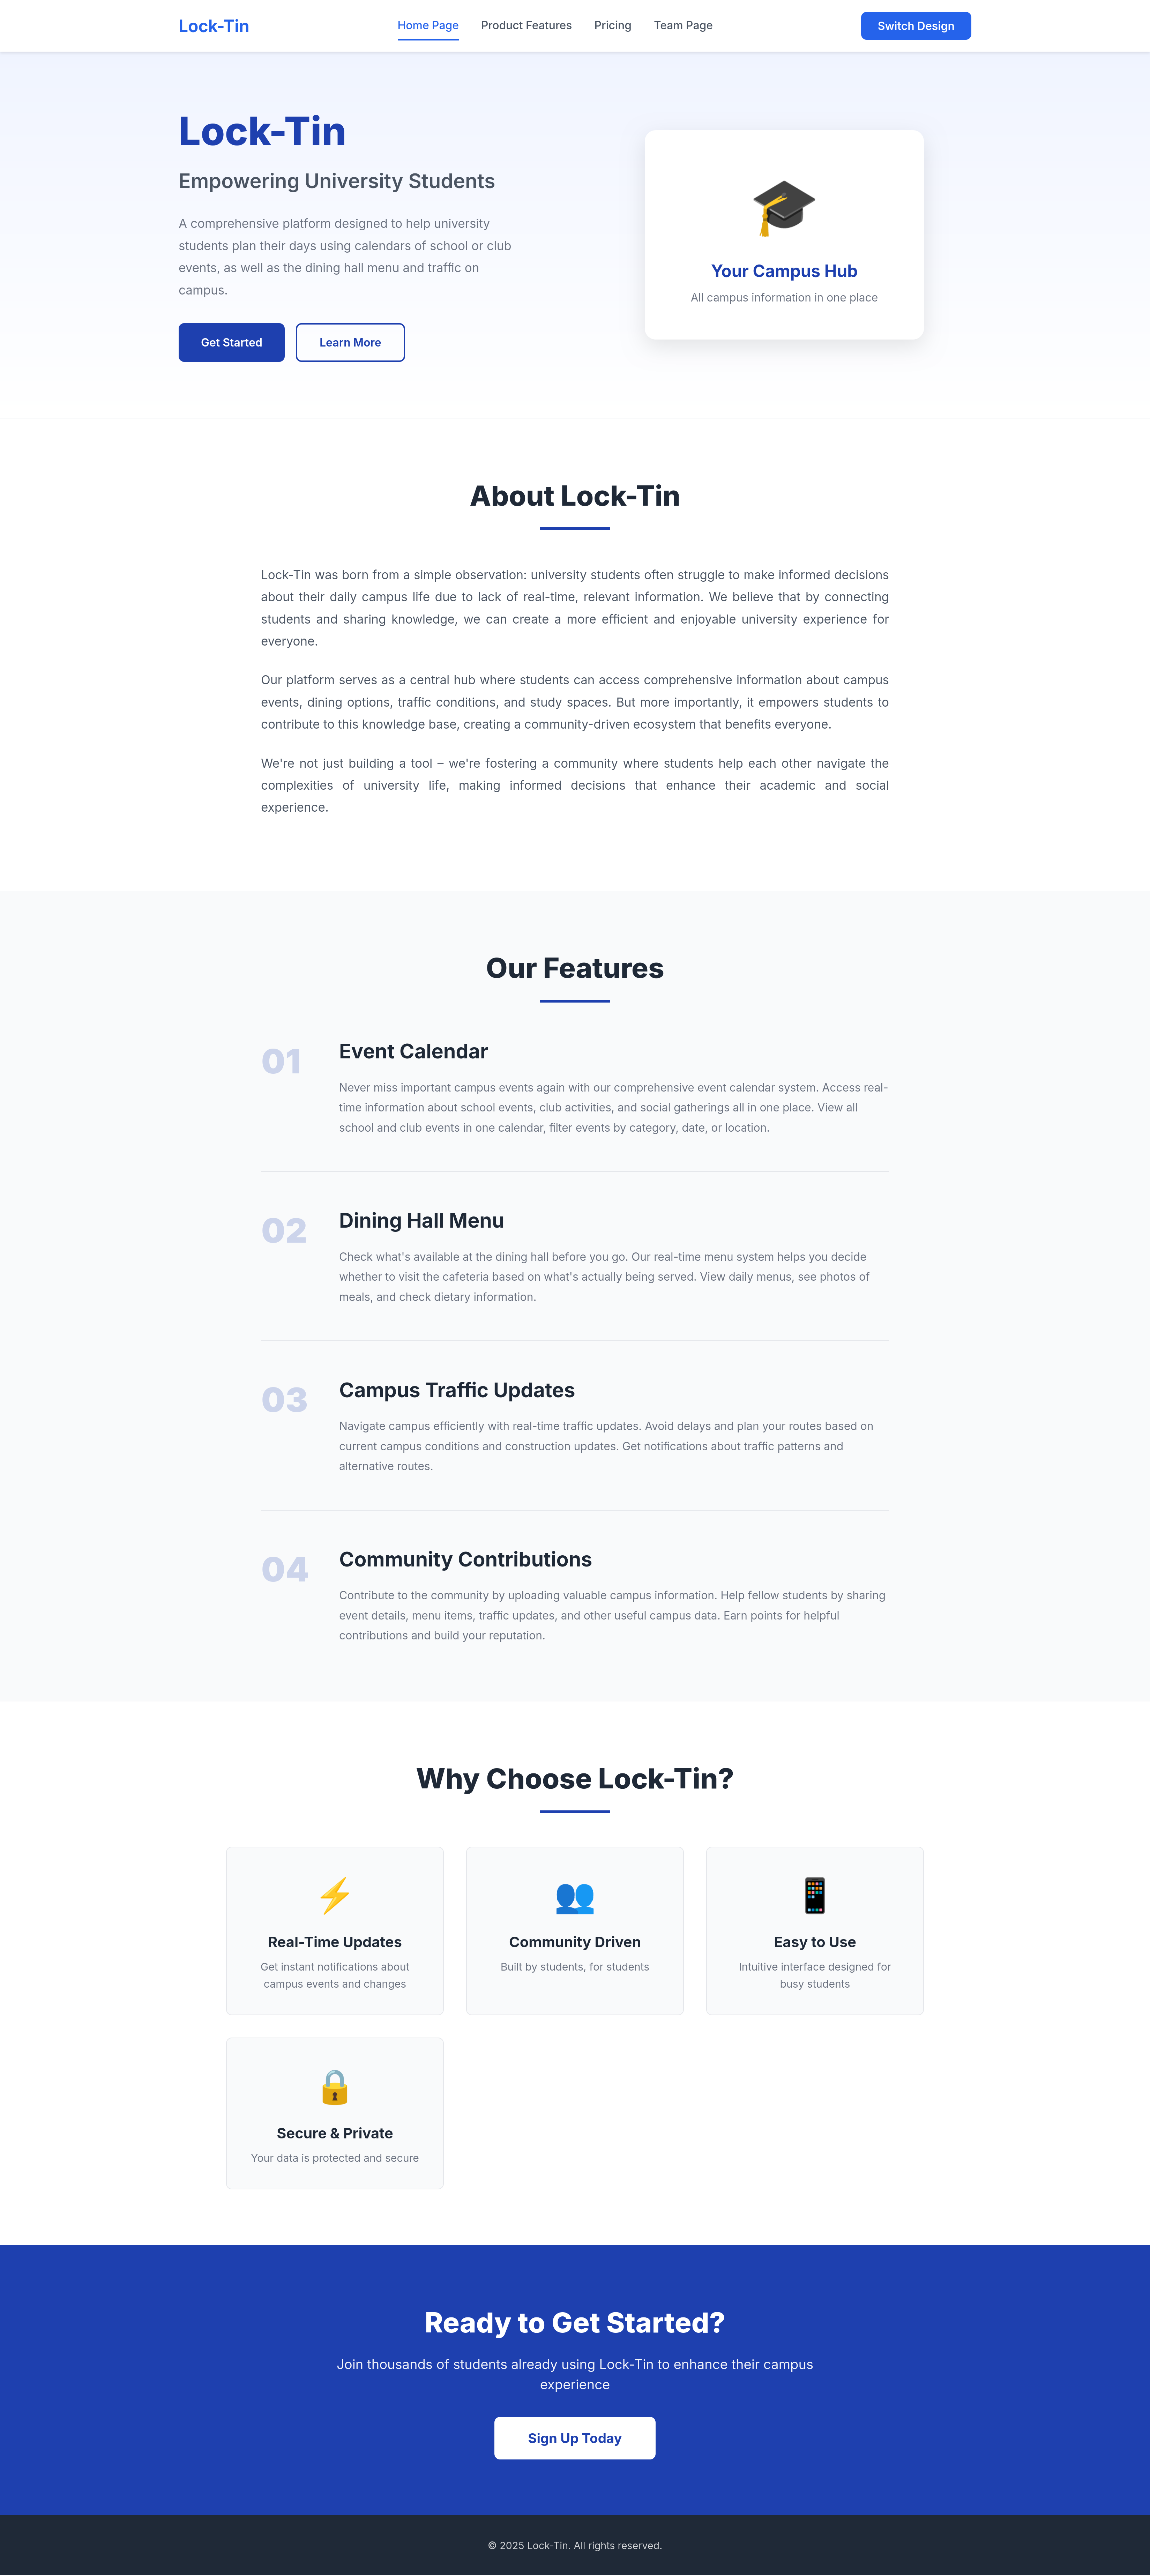 Lock-Tin
Home Page
Product Features
Pricing
Team Page
Switch Design
Lock-Tin
Empowering University Students
A comprehensive platform designed to help university
students plan their days using calendars of school or club
events, as well as the dining hall menu and traffic on
campus.
Get Started
Learn More
Your Campus Hub
All campus information in one place
About Lock-Tin
Lock-Tin was born from a simple observation: university students often struggle to make informed decisions
about their daily campus life due to lack of real-time, relevant information. We believe that by connecting
students and sharing knowledge, we can create a more efficient and enjoyable university experience for
everyone.
Our platform serves as a central hub where students can access comprehensive information about campus
events, dining options, traffic conditions, and study spaces. But more importantly, it empowers students to
contribute to this knowledge base, creating a community-driven ecosystem that benefits everyone.
We're not just building a tool – we're fostering a community where students help each other navigate the
complexities of university life, making informed decisions that enhance their academic and social
experience.
Our Features
01
Event Calendar
Never miss important campus events again with our comprehensive event calendar system. Access real-
time information about school events, club activities, and social gatherings all in one place. View all
school and club events in one calendar, filter events by category, date, or location.
02
Dining Hall Menu
Check what's available at the dining hall before you go. Our real-time menu system helps you decide
whether to visit the cafeteria based on what's actually being served. View daily menus, see photos of
meals, and check dietary information.
03
Campus Traffic Updates
Navigate campus efficiently with real-time traffic updates. Avoid delays and plan your routes based on
current campus conditions and construction updates. Get notifications about traffic patterns and
alternative routes.
04
Community Contributions
Contribute to the community by uploading valuable campus information. Help fellow students by sharing
event details, menu items, traffic updates, and other useful campus data. Earn points for helpful
contributions and build your reputation.
Why Choose Lock-Tin?
Real-Time Updates
Get instant notifications about
campus events and changes
Community Driven
Built by students, for students
Easy to Use
Intuitive interface designed for
busy students
Secure & Private
Your data is protected and secure
Ready to Get Started?
Join thousands of students already using Lock-Tin to enhance their campus
experience
Sign Up Today
© 2025 Lock-Tin. All rights reserved.